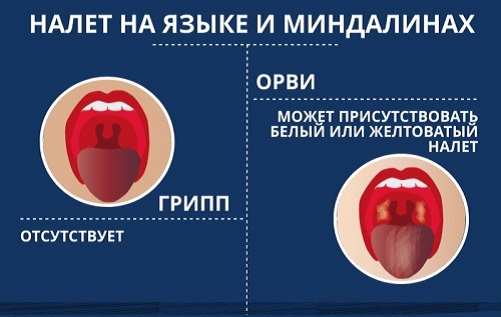 НАЛЕТ НА ЯЗЫКЕ И МИНДАЛИНАХ
ГРИПП
ОТСУТСТВУЕТ
ОРВИ
МОЖЕТ ПРИСУТСТВОВАТЬ
БЕЛЫЙ ИЛИ ЖЕЛТОВАТЫЙ
НАЛЕТ